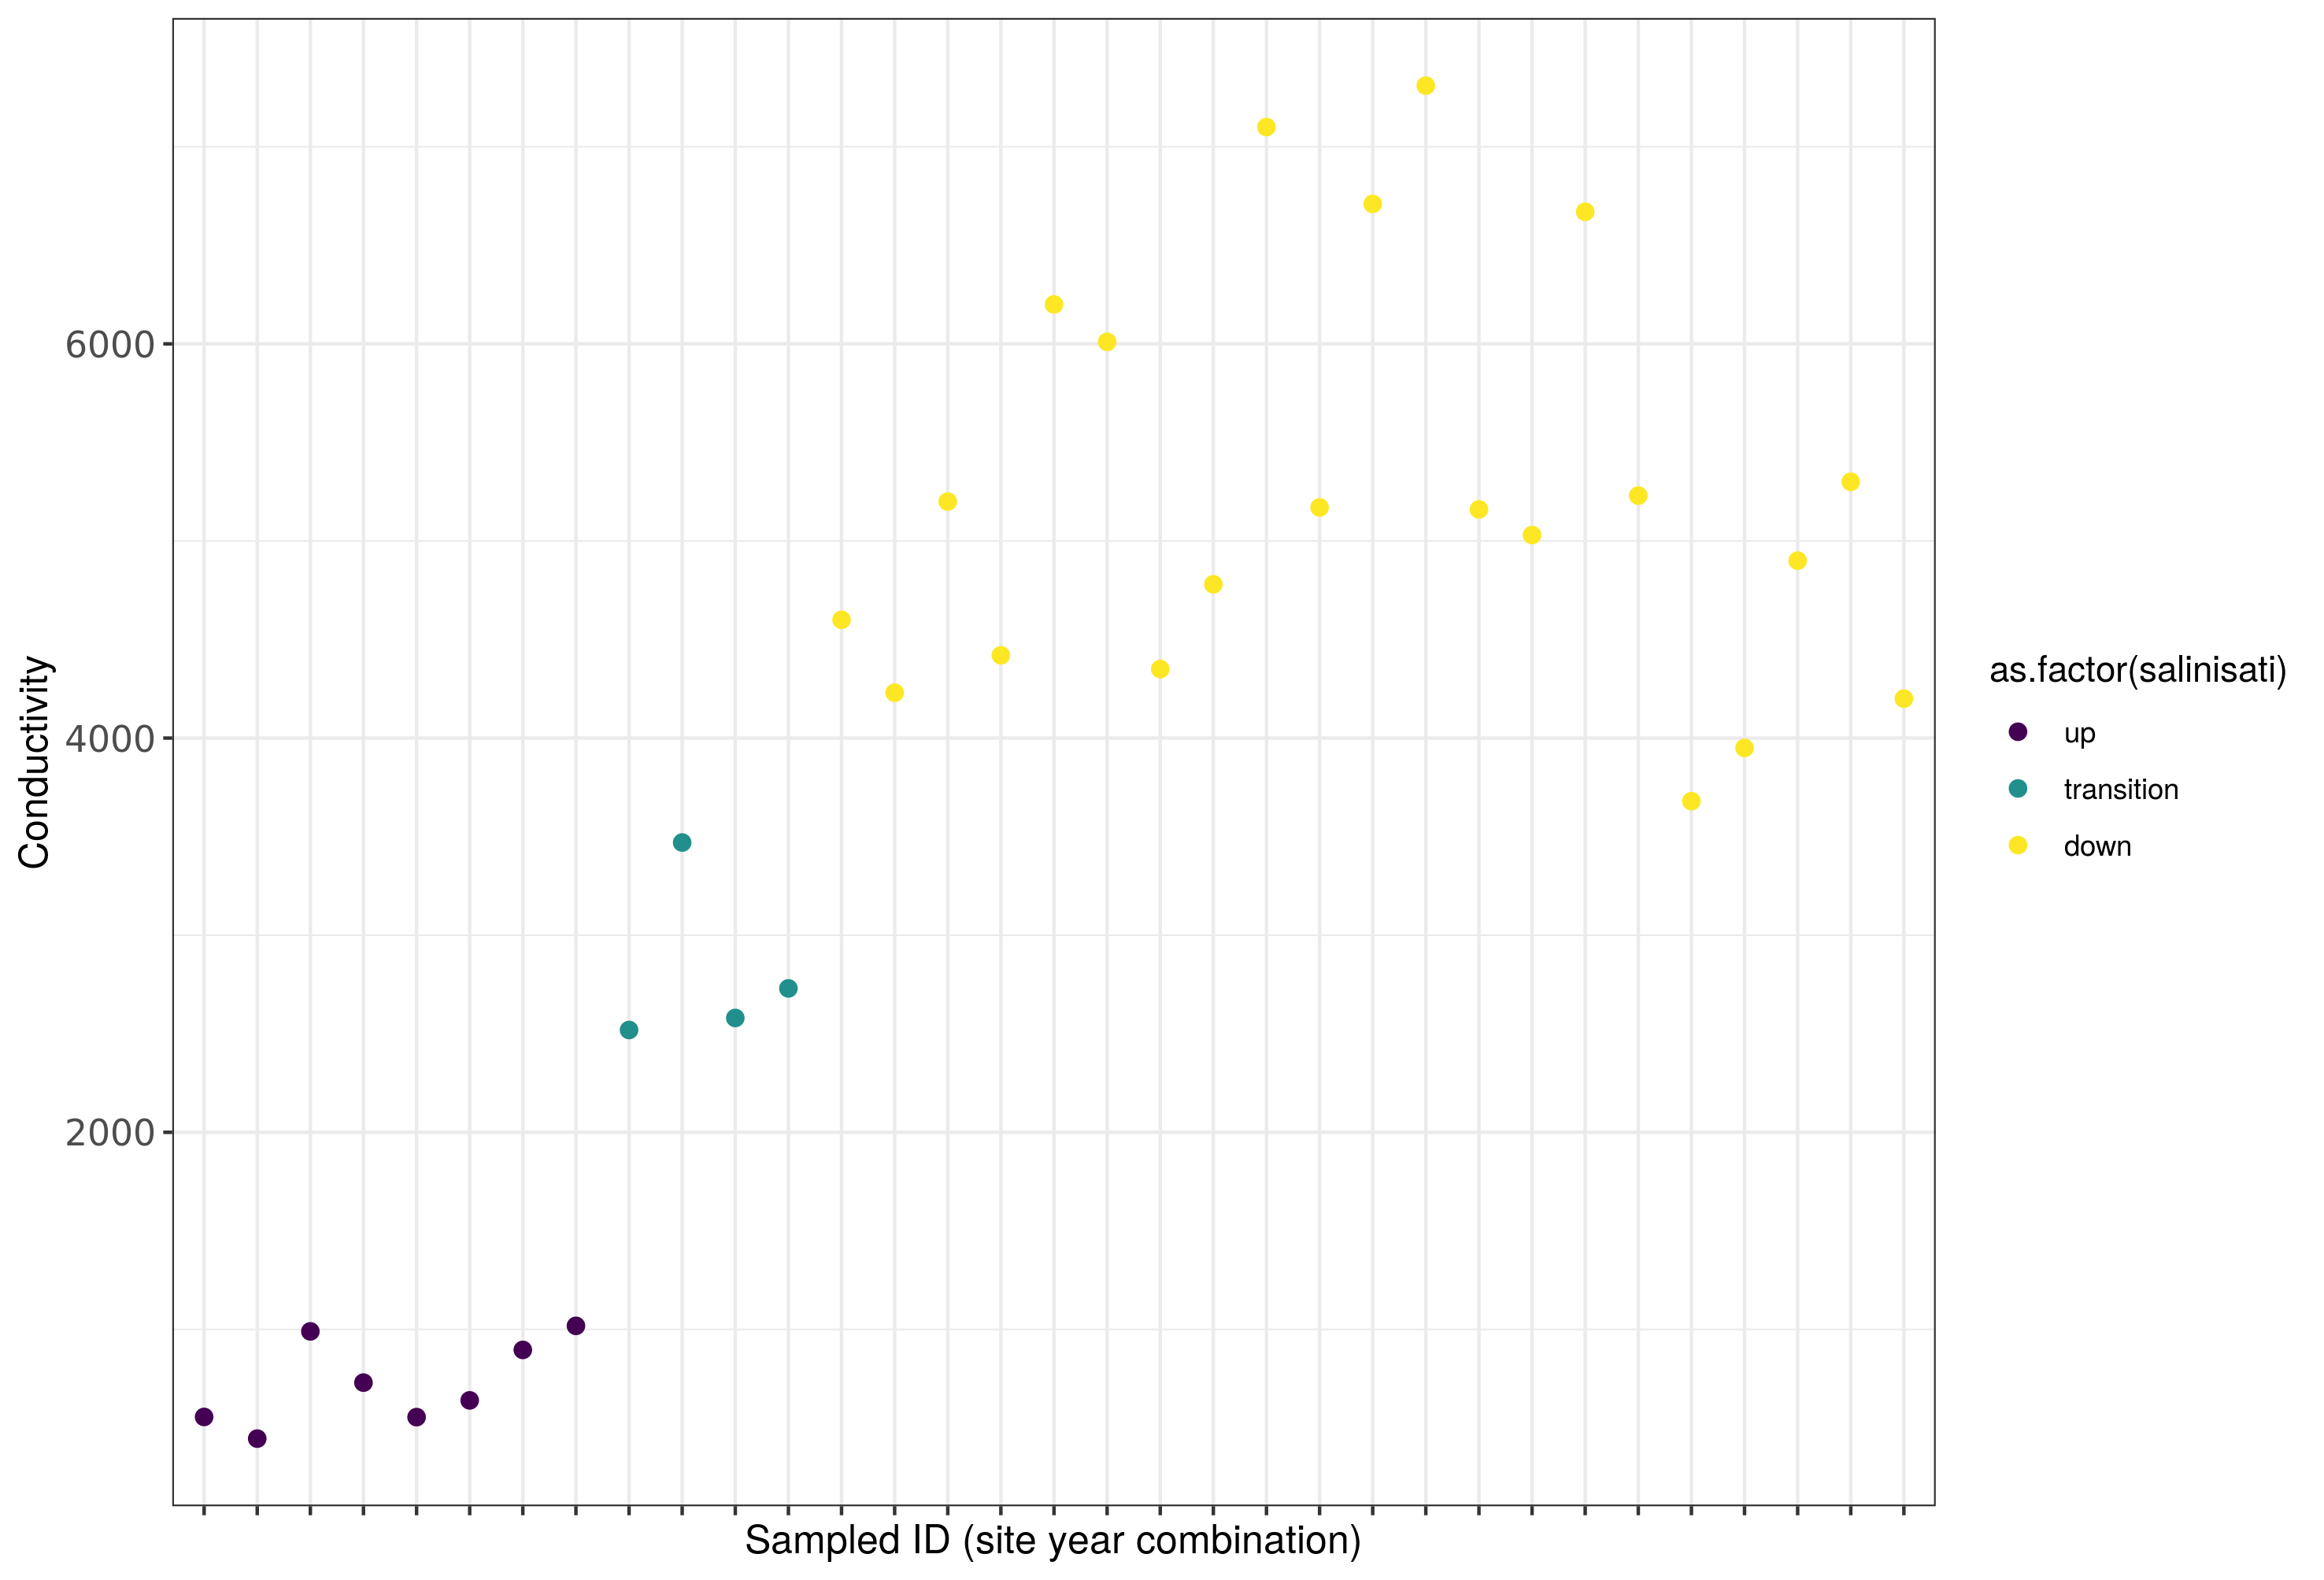 6000
4000
2000
Conductivity
Sampled ID (site year combination)
as.factor(salinisati)
up
transition
down